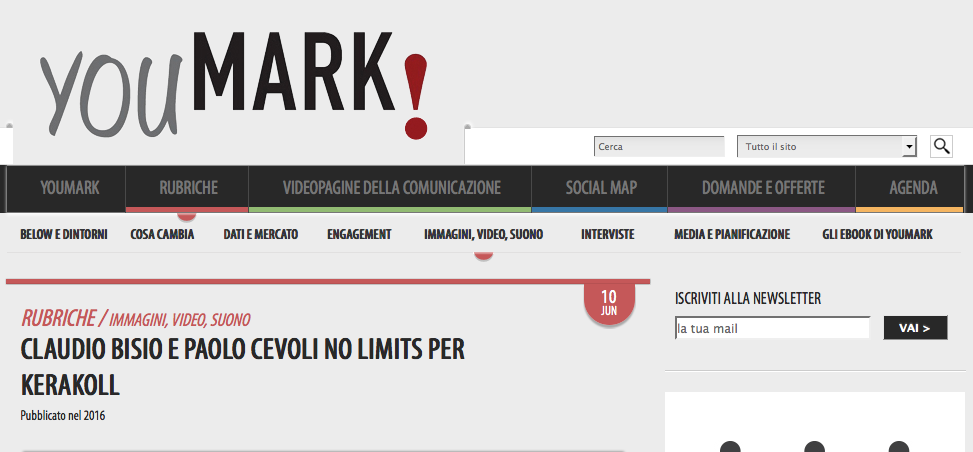 YOUMARK!
Cerca
Tutto il sito
YOUMARK
RUBRICHE
VIDEOPAGINE DELLA COMUNICAZIONE
SOCIAL MAP
DOMANDE E OFFERTE
AGENDA
BELOW E DINTORNI
COSA CAMBIA
DATI E MERCATO
ENGAGEMENT
IMMAGINI, VIDEO, SUONO
INTERVISTE
MEDIA E PIANIFICAZIONE
GLI EBOOK DI YOUMARK
10
JUN
RUBRICHE / IMMAGINI, VIDEO, SUONO
CLAUDIO BISIO E PAOLO CEVOLI NO LIMITS PER
KERAKOLL
Pubblicato nel 2016
ISCRIVITI ALLA NEWSLETTER
la tua mail
VAI >